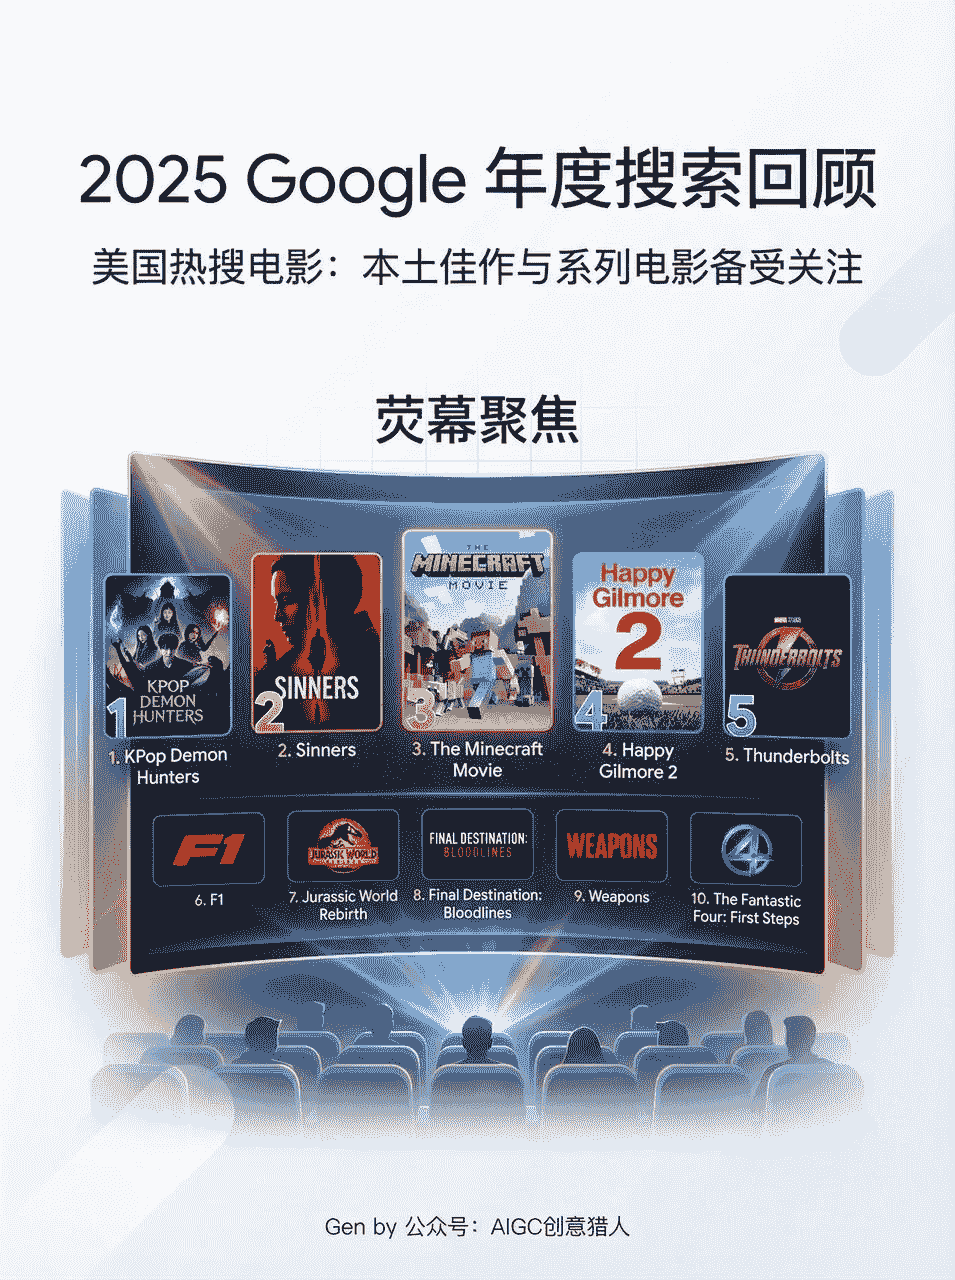 2025 Google 年度搜索回顾
美国热搜电影：本土佳作与系列电影备受关注
荧幕聚焦
KPOP
DEMON
HUNTERS
1
SINNERS
2
THE
MINECRAFT
MOVIE
3
Happy
Gilmore
2
4
THUNDERBOLTS
5
1. KPop Demon
Hunters
2. Sinners
3. The Minecraft
Movie
4. Happy
Gilmore 2
5. Thunderbolts
F1
JURASSIC WORLD
FINAL DESTINATION:
BLOODLINES
WEAPONS
4
6. F1
7. Jurassic World
Rebirth
8. Final Destination:
Bloodlines
9. Weapons
10. The Fantastic
Four: First Steps
Gen by 公众号：AIGC创意猎人